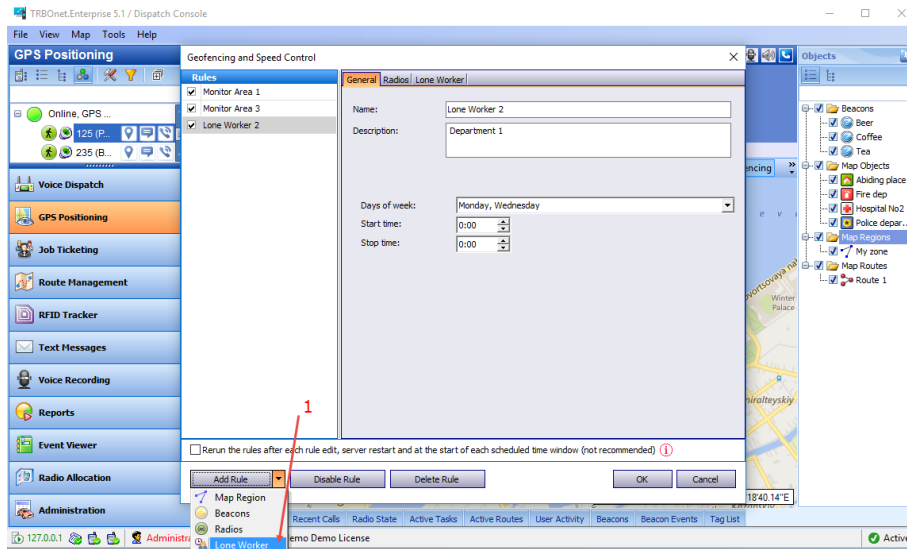 TRBOnet.Enterprise 5.1 / Dispatch Console
File View Map Tools Help
GPS Positioning
Online, GPS ...
125 (P...
235 (B...
Voice Dispatch
GPS Positioning
Job Ticketing
Route Management
RFID Tracker
Text Messages
Voice Recording
Reports
Event Viewer
Radio Allocation
Administration
Geofencing and Speed Control
Rules
Monitor Area 1
Monitor Area 3
Lone Worker 2
General Radios Lone Worker
Name: Lone Worker 2
Description: Department 1
Days of week: Monday, Wednesday
Start time: 0:00
Stop time: 0:00
1
Rerun the rules after each rule edit, server restart and at the start of each scheduled time window (not recommended) i
Add Rule Disable Rule Delete Rule OK Cancel
Map Region
Beacons
Radios
Lone Worker
encing
e v
Winter
Palace
niralteyskiy
18'40.14"E
Objects
Beacons
Beer
Coffee
Tea
Map Objects
Abiding place
Fire dep
Hospital No2
Police depar...
Map Regions
My zone
Map Routes
Route 1
Recent Calls Radio State Active Tasks Active Routes User Activity Beacons Beacon Events Tag List
127.0.0.1 Administra emo Demo License Active